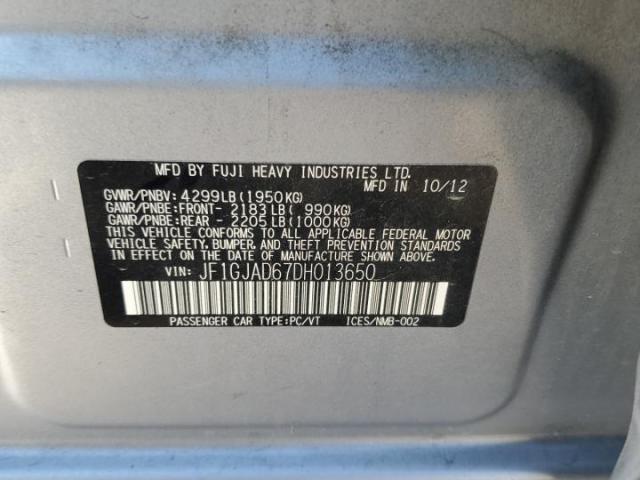 MFD BY FUJI HEAVY INDUSTRIES LTD.
MFD IN 10/12
GVWR/PNBV: 4299LB(1950KG)
GAWR/PNBE:FRONT- 2183LB( 990KG)
GAWR/PNBE:REAR - 2205LB(1000KG)
THIS VEHICLE CONFORMS TO ALL APPLICABLE FEDERAL MOTOR
VEHICLE SAFETY, BUMPER, AND THEFT PREVENTION STANDARDS
IN EFFECT ON THE DATE OF MANUFACTURE SHOWN ABOVE.
VIN: JF1GJAD67DH013650
PASSENGER CAR TYPE:PC/VT ICES/NMB-002